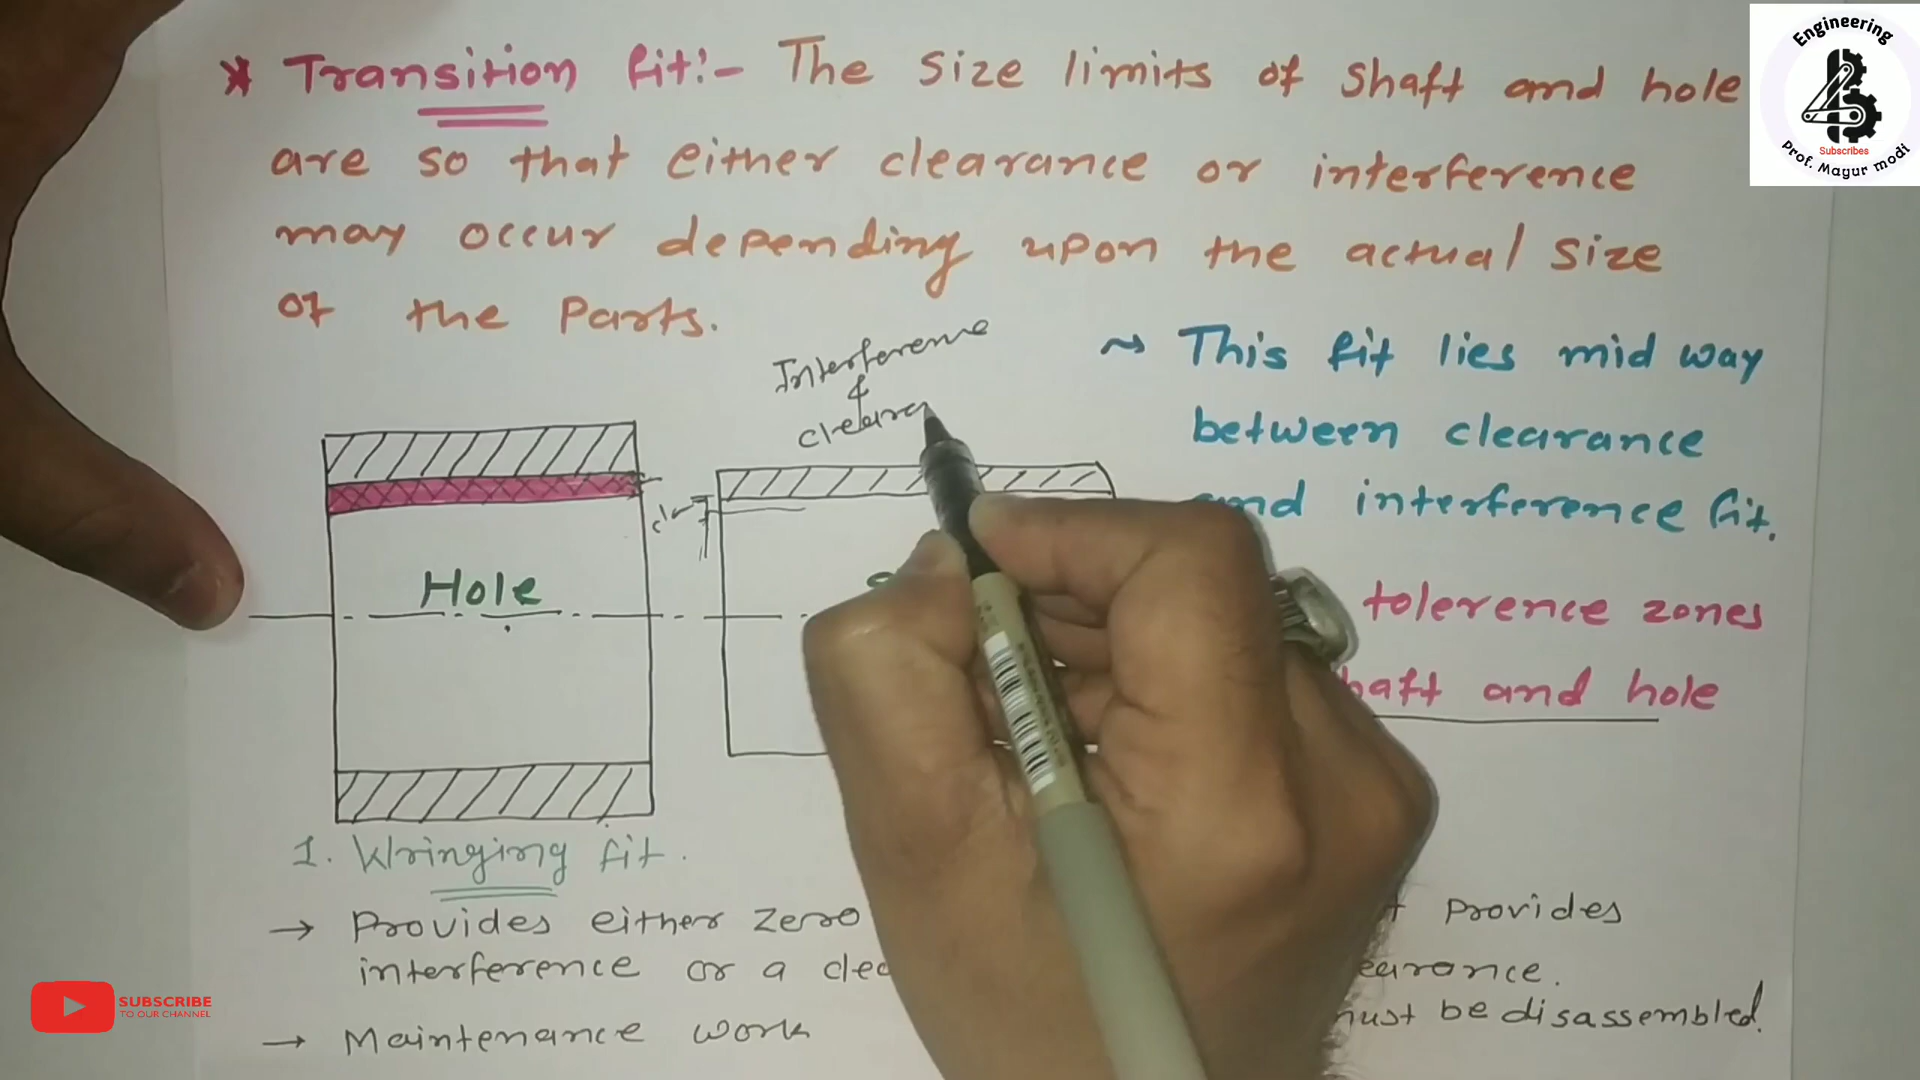 * Transition fit:- The size limits of shaft and hole
are so that either clearance or interference
may occur depending upon the actual size
of the Parts.
Interference
&
clear
~> This fit lies mid way
between clearance
and interference fit.
tolerence zones
haft and hole
Hole
1. Wringing fit.
→ Provides either zero
interference or a clea
→ Maintenance work
Provides
earance.
must be disassembled.
Engineering
Subscribes
Prof. Mayur modi
SUBSCRIBE
TO OUR CHANNEL